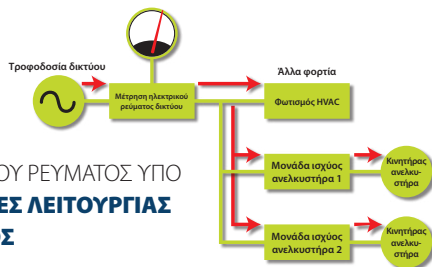 Τροφοδοσία δικτύου
Άλλα φορτία
Μέτρηση ηλεκτρικού
ρεύματος δικτύου
Φωτισμός HVAC
ΟΥ ΡΕΥΜΑΤΟΣ ΥΠΟ
ΕΣ ΛΕΙΤΟΥΡΓΙΑΣ
ΟΣ
Μονάδα ισχύος
ανελκυστήρα 1
Κινητήρας
ανελκυ-
στήρα
Μονάδα ισχύος
ανελκυστήρα 2
Κινητήρας
ανελκυ-
στήρα